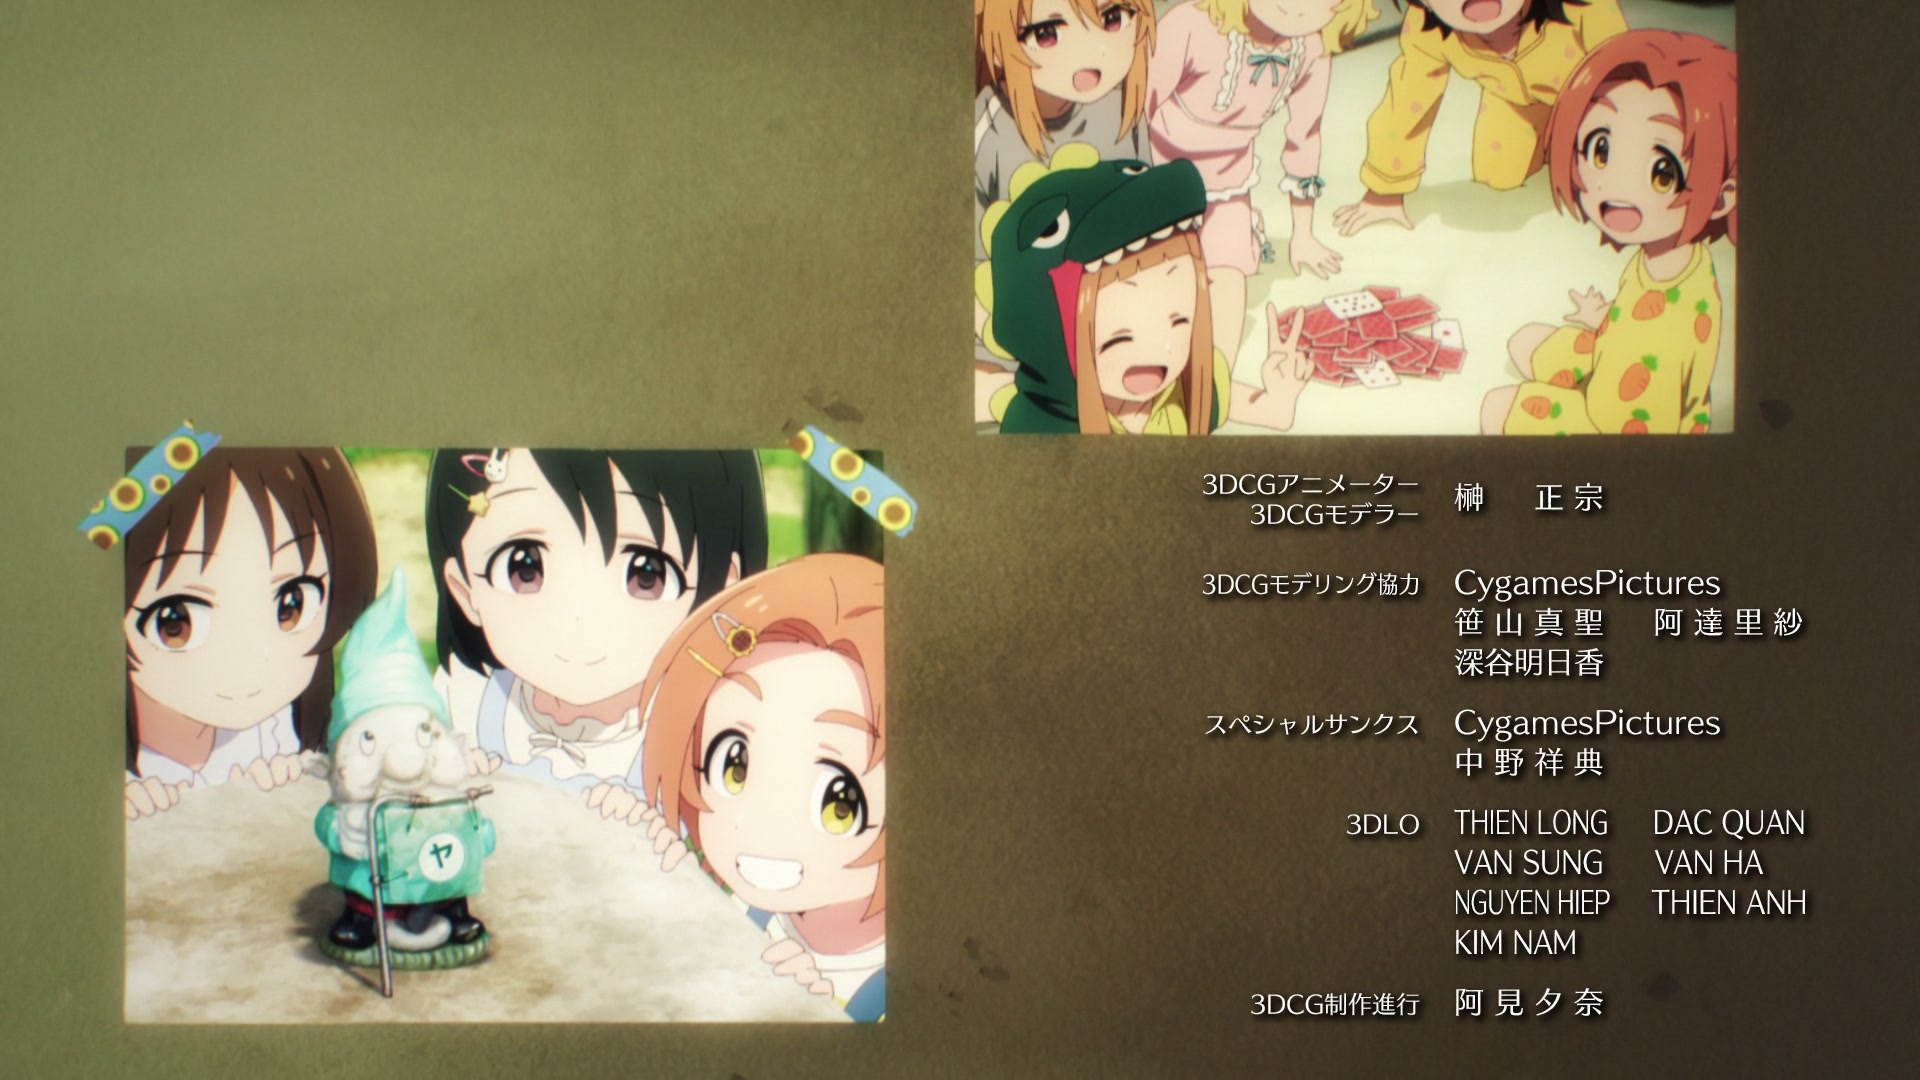 3DCGアニメーター
3DCGモデラー
榊 正宗
3DCGモデリング協力 CygamesPictures
笹山真聖 阿達里紗
深谷明日香
スペシャルサンクス CygamesPictures
中野祥典
3DLO THIEN LONG DAC QUAN
VAN SUNG VAN HA
NGUYEN HIEP THIEN ANH
KIM NAM
3DCG制作進行 阿見夕奈
ヤ